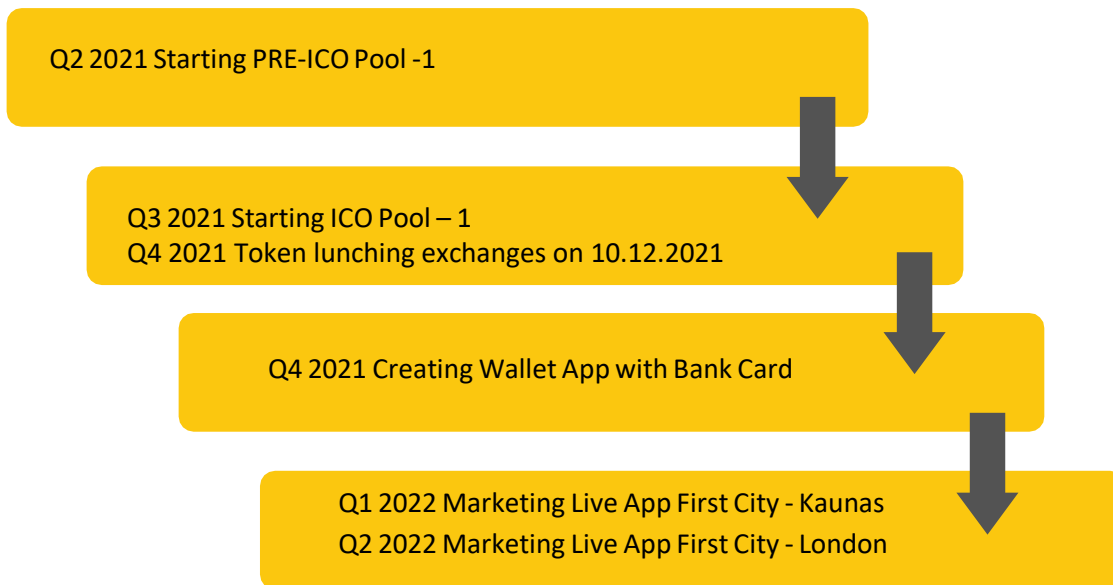 Q2 2021 Starting PRE-ICO Pool -1
Q3 2021 Starting ICO Pool – 1
Q4 2021 Token lunching exchanges on 10.12.2021
Q4 2021 Creating Wallet App with Bank Card
Q1 2022 Marketing Live App First City - Kaunas
Q2 2022 Marketing Live App First City - London